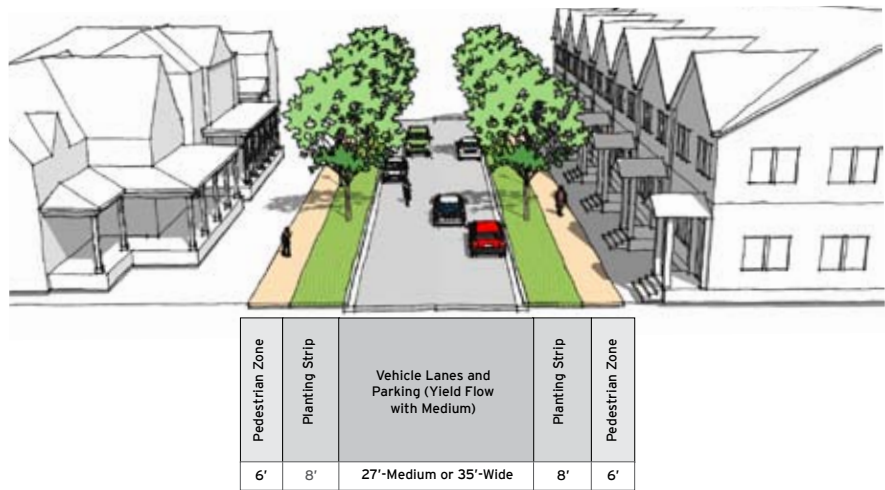 Pedestrian Zone
Planting Strip
Vehicle Lanes and
Parking (Yield Flow
with Medium)
Planting Strip
Pedestrian Zone
6′ 8′ 27′-Medium or 35′-Wide 8′ 6′